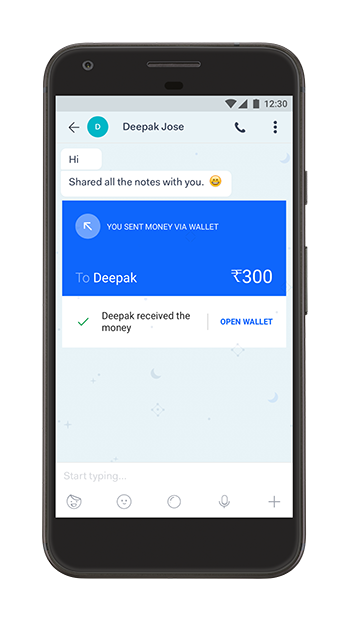 12:30
D
Deepak Jose
Hi
Shared all the notes with you. 😄
YOU SENT MONEY VIA WALLET
To Deepak
₹300
Deepak received the
money
OPEN WALLET
Start typing...